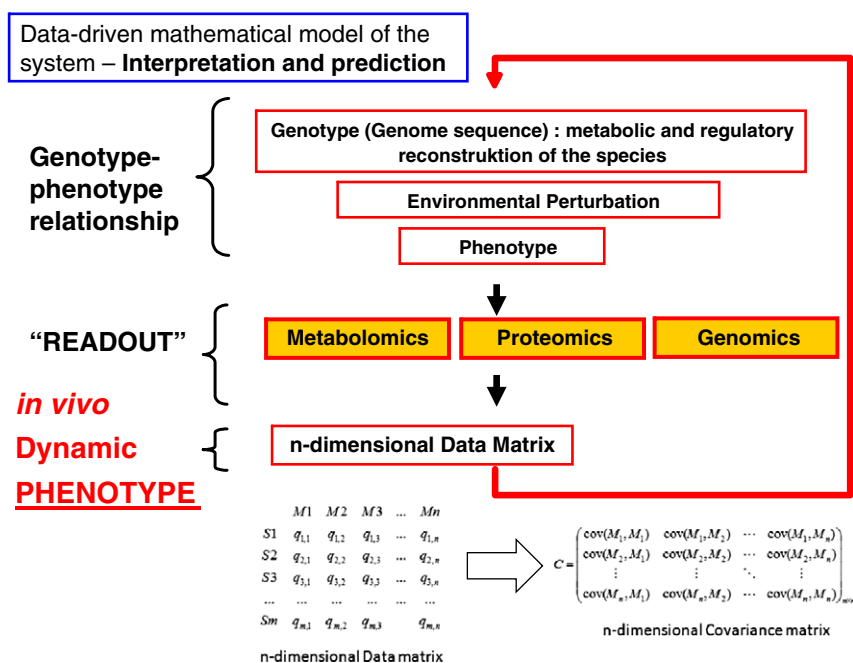 Data-driven mathematical model of the
system – Interpretation and prediction
Genotype-
phenotype
relationship
Genotype (Genome sequence) : metabolic and regulatory
reconstruktion of the species
Environmental Perturbation
Phenotype
“READOUT”
Metabolomics
Proteomics
Genomics
in vivo
Dynamic
PHENOTYPE
n-dimensional Data Matrix
M1 M2 M3 ... Mn
S1 q1,1 q1,2 q1,3 ... q1,n
S2 q2,1 q2,2 q2,3 ... q2,n
S3 q3,1 q3,2 q3,3 ... q3,n
... ... ... ... ...
Sm qm,1 qm,2 qm,3 qm,n
n-dimensional Data matrix
cov(M1,M1) cov(M1,M2) ⋯ cov(M1,Mn)
C = cov(M2,M1) cov(M2,M2) ⋯ cov(M2,Mn)
⋮ ⋮ ⋱ ⋮
cov(Mn,M1) cov(Mn,M2) ⋯ cov(Mn,Mn)
n-dimensional Covariance matrix